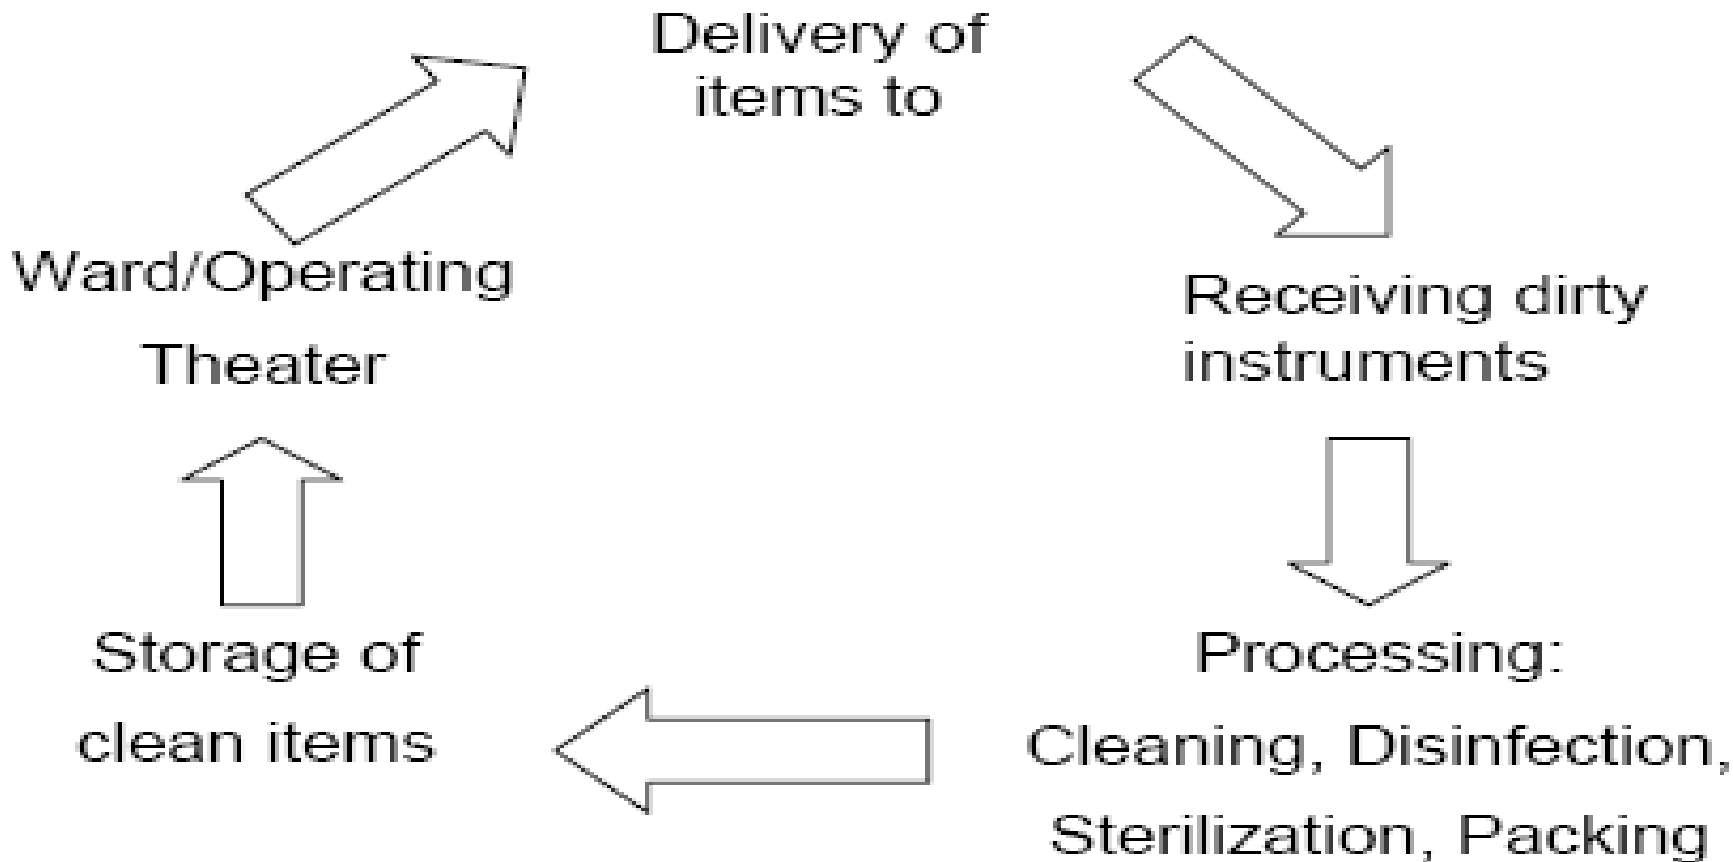 Delivery of
items to
Receiving dirty
instruments
Processing:
Cleaning, Disinfection,
Sterilization, Packing
Storage of
clean items
Ward/Operating
Theater